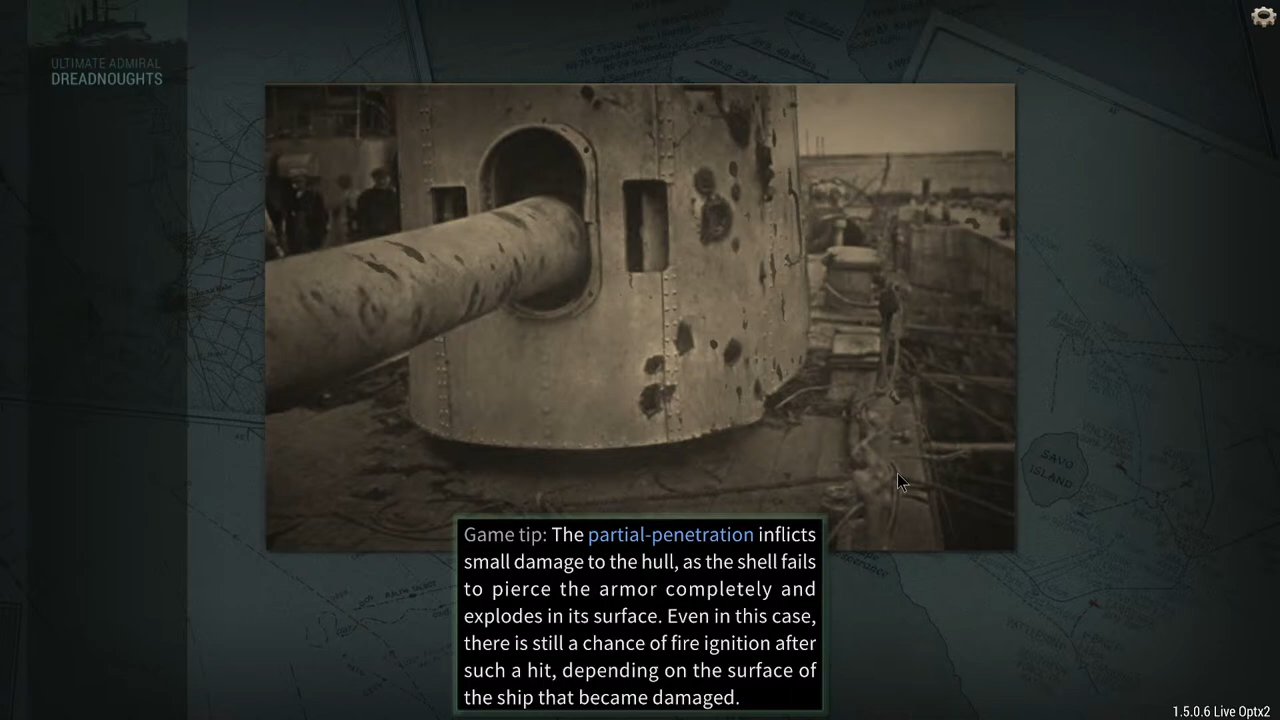 ULTIMATE ADMIRAL
DREADNOUGHTS
SAVO
ISLAND
Game tip: The partial-penetration inflicts
small damage to the hull, as the shell fails
to pierce the armor completely and
explodes in its surface. Even in this case,
there is still a chance of fire ignition after
such a hit, depending on the surface of
the ship that became damaged.
1.5.0.6 Live Optx2